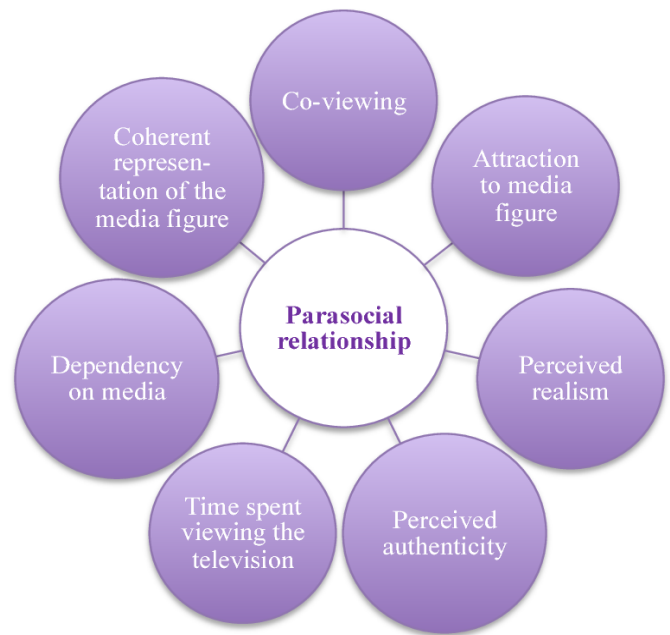 Co-viewing
Attraction
to media
figure
Perceived
realism
Perceived
authenticity
Time spent
viewing the
television
Dependency
on media
Coherent
represen-
tation of the
media figure
Parasocial
relationship